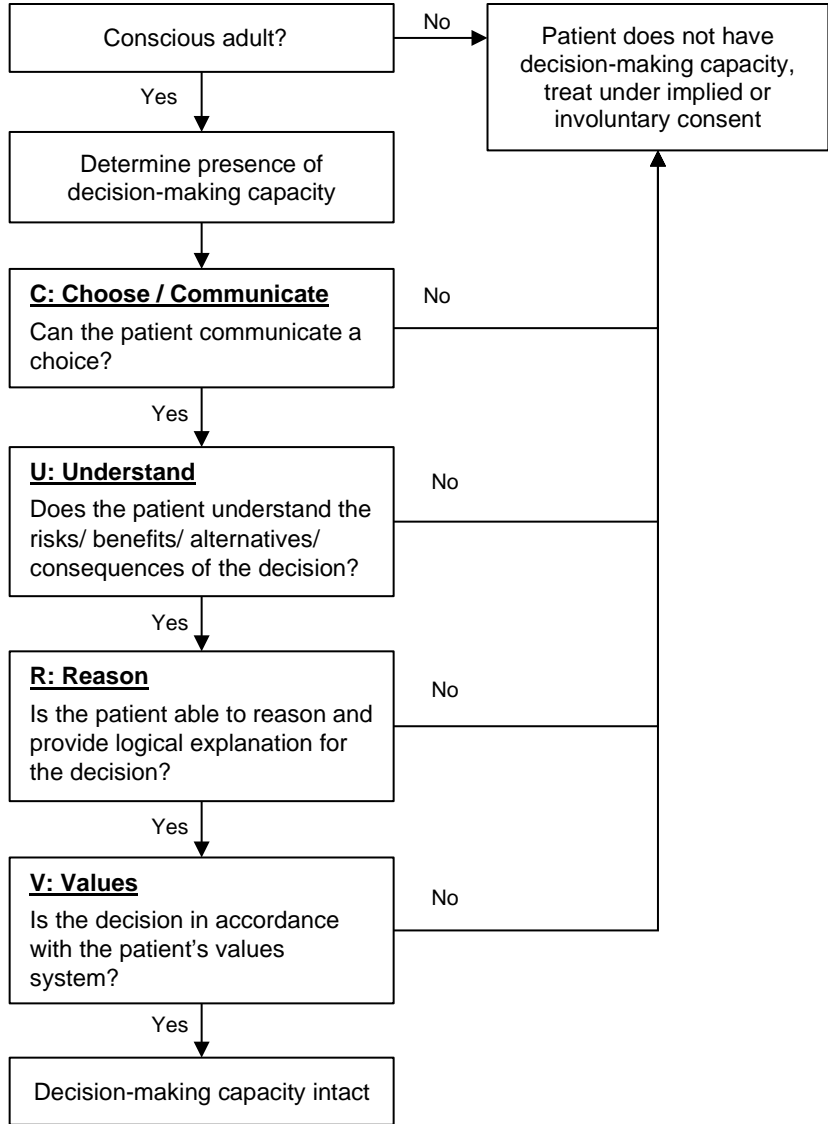 Conscious adult?
No
Patient does not have
decision-making capacity,
treat under implied or
involuntary consent
Yes
Determine presence of
decision-making capacity
C: Choose / Communicate
Can the patient communicate a
choice?
No
Yes
U: Understand
Does the patient understand the
risks/ benefits/ alternatives/
consequences of the decision?
No
Yes
R: Reason
Is the patient able to reason and
provide logical explanation for
the decision?
No
Yes
V: Values
Is the decision in accordance
with the patient’s values
system?
No
Yes
Decision-making capacity intact